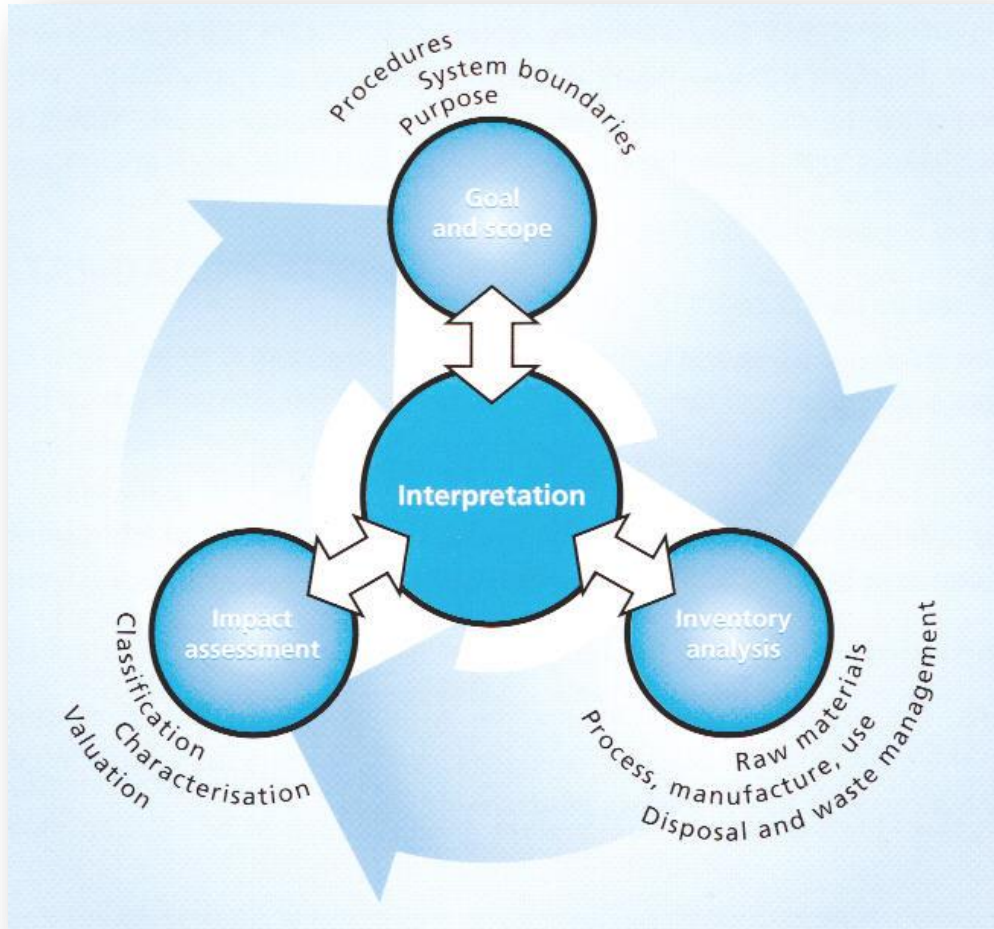 Procedures
System boundaries
Purpose
Goal
and scope
Interpretation
Impact
assessment
Classification
Characterisation
Valuation
Inventory
analysis
Raw materials
Process, manufacture, use
Disposal and waste management